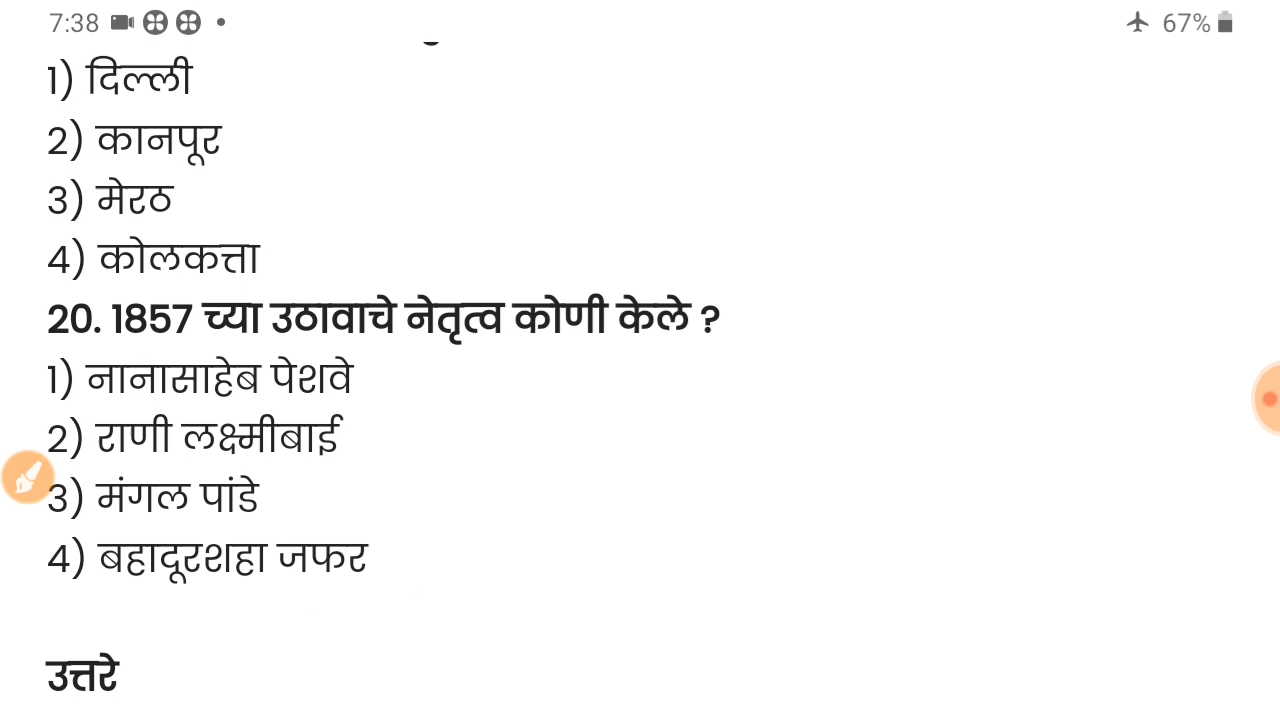 7:38 67%
1) दिल्ली
2) कानपूर
3) मेरठ
4) कोलकत्ता
20. 1857 च्या उठावाचे नेतृत्व कोणी केले ?
1) नानासाहेब पेशवे
2) राणी लक्ष्मीबाई
3) मंगल पांडे
4) बहादूरशहा जफर
उत्तरे